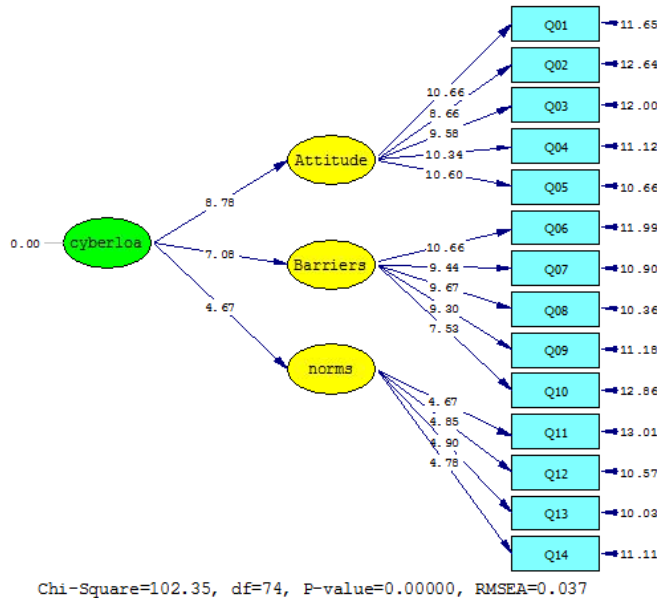 Q01 11.65
Q02 12.64
10.66
8.66
Q03 12.00
9.58
Attitude
10.34
Q04 11.12
10.60
Q05 10.66
8.78
Q06 11.99
0.00 cyberloa
7.08
10.66
Barriers
9.44
Q07 10.90
9.67
4.67
9.30
Q08 10.36
7.53
Q09 11.18
norms
Q10 12.86
4.67
4.85
Q11 13.01
4.90
4.78
Q12 10.57
Q13 10.03
Q14 11.11
Chi-Square=102.35, df=74, P-value=0.00000, RMSEA=0.037